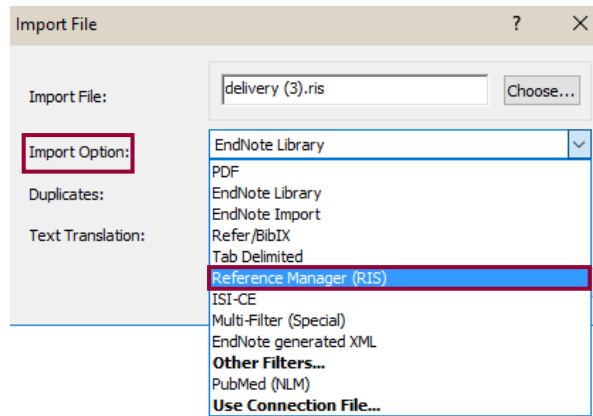 Import File ?
Import File: delivery (3).ris Choose...
Import Option: EndNote Library
PDF
Duplicates: EndNote Library
EndNote Import
Text Translation: Refer/BibIX
Tab Delimited
Reference Manager (RIS)
ISI-CE
Multi-Filter (Special)
EndNote generated XML
Other Filters...
PubMed (NLM)
Use Connection File...